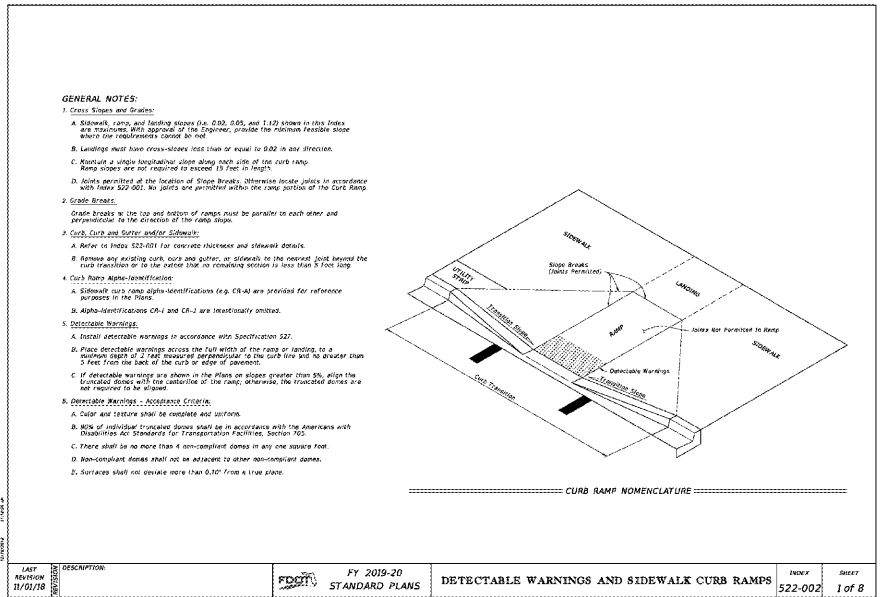 GENERAL NOTES:
1. Cross Slopes and Grades:
A. Sidewalk, ramp, and landing slopes (i.e. 0.02, 0.05, and 1:12) shown in this Index
are maximums. With approval of the Engineer, provide the minimum feasible slope
where the requirements cannot be met.
B. Landings must have cross-slopes less than or equal to 0.02 in any direction.
C. Maintain a single longitudinal slope along each side of the curb ramp.
Ramp slopes are not required to exceed 15 feet in length.
D. Joints permitted at the location of Slope Breaks. Otherwise locate joints in accordance
with Index 522-001. No joints are permitted within the ramp portion of the Curb Ramp.
2. Grade Breaks:
Grade breaks at the top and bottom of ramps must be parallel to each other and
perpendicular to the direction of the ramp slope.
3. Curb, Curb and Gutter and/or Sidewalk:
A. Refer to Index 522-001 for concrete thickness and sidewalk details.
B. Remove any existing curb, curb and gutter, or sidewalk to the nearest joint beyond the
curb transition or to the extent that no remaining section is less than 5 feet long.
4. Curb Ramp Alpha-Identification:
A. Sidewalk curb ramp alpha-identifications (e.g. CR-A) are provided for reference
purposes in the Plans.
B. Alpha-identifications CR-I and CR-J are intentionally omitted.
5. Detectable Warnings:
A. Install detectable warnings in accordance with Specification 527.
B. Place detectable warnings across the full width of the ramp or landing, to a
minimum depth of 2 feet measured perpendicular to the curb line and no greater than
5 feet from the back of the curb or edge of pavement.
C. If detectable warnings are shown in the Plans on slopes greater than 5%, align the
truncated domes with the centerline of the ramp; otherwise, the truncated domes are
not required to be aligned.
6. Detectable Warnings - Acceptance Criteria:
A. Color and texture shall be complete and uniform.
B. 90% of individual truncated domes shall be in accordance with the Americans with
Disabilities Act Standards for Transportation Facilities, Section 705.
C. There shall be no more than 4 non-compliant domes in any one square foot.
D. Non-compliant domes shall not be adjacent to other non-compliant domes.
E. Surfaces shall not deviate more than 0.10" from a true plane.
SIDEWALK
Slope Breaks
(Joints Permitted)
UTILITY
STRIP
LANDING
Transition Slope
RAMP
Joints Not Permitted In Ramp
SIDEWALK
Detectable Warnings
Transition Slope
Curb Transition
CURB RAMP NOMENCLATURE
LAST
REVISION
11/01/18
REVISION
DESCRIPTION:
FDOT
FY 2019-20
STANDARD PLANS
DETECTABLE WARNINGS AND SIDEWALK CURB RAMPS
INDEX
522-002
SHEET
1 of 8